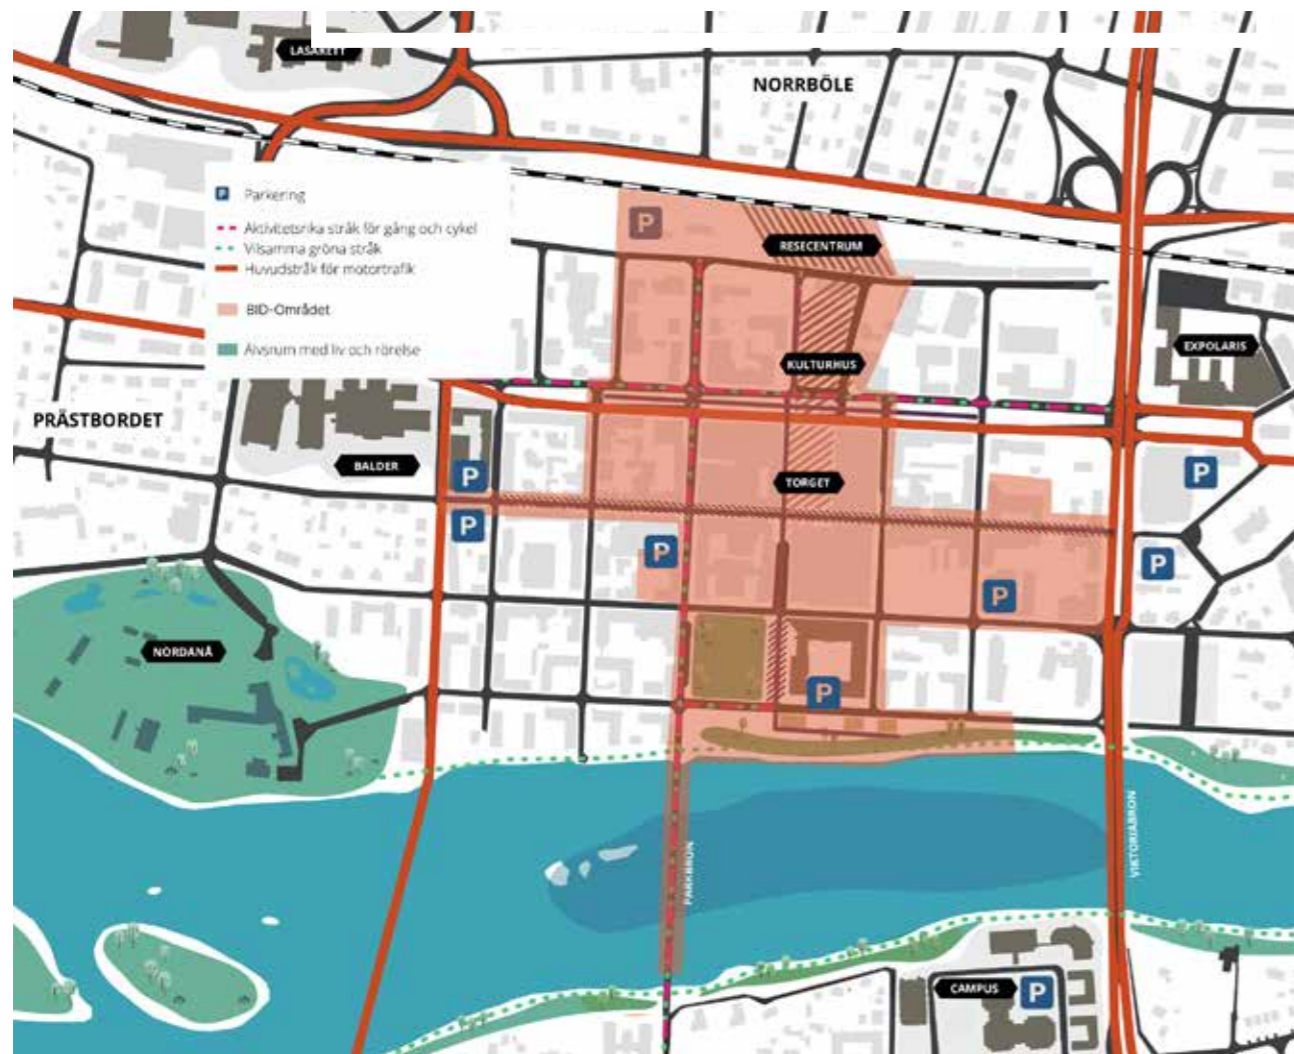 LASARETT
NORRBÖLE
P Parkering
Aktivitetsrika stråk för gång och cykel
Vilsamma gröna stråk
Huvudstråk för motortrafik
BID-Området
Älvsrum med liv och rörelse
P
RESECENTRUM
EXPOLARIS
KULTURHUS
PRÄSTBORDET
BALDER
P
P
TORGET
P
P
P
P
NORDANÅ
P
PARKBRON
VIKTORIABRON
CAMPUS
P